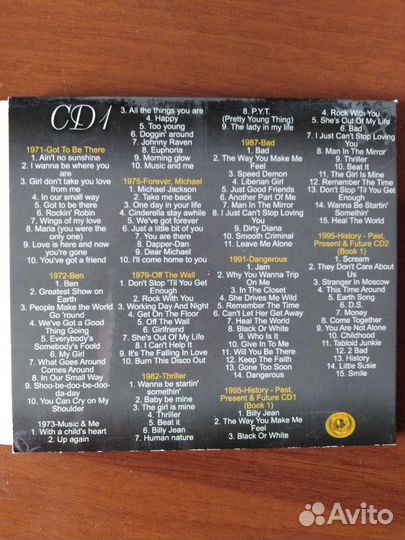 CD1
1971-Got To Be There
1. Ain't no sunshine
2. I wanna be where you are
3. Girl don't take you love
from me
4. In our small way
5. Got to be there
6. Rockin' Robin
7. Wings of my love
8. Maria (you were
the only one)
9. Love is here and now
you're gone
10. You've got a friend
1972-Ben
1. Ben
2. Greatest Show on
Earth
3. People Make the World
Go 'round
4. We've Got a Good
Thing Going
5. Everybody's
Somebody's Foold
6. My Girl
7. What Goes Around
Comes Around
8. In Our Small Way
9. Shoo-be-doo-be-doo-
da-day
10. You Can Cry on My
Shoulder
1973-Music & Me
1. With a child's heart
2. Up again
3. All the things you are
4. Happy
5. Too young
6. Doggin' around
7. Johnny Raven
8. Euphoria
9. Morning glow
10. Music and me
1975-Forever, Michael
1. Michael Jackson
2. Take me back
3. One day in your life
4. Cinderella stay awhile
5. We've got forever
6. Just a little bit of you
7. You are there
8. Dapper-Dan
9. Dear Michael
10. I'll come home to you
1979-Off The Wall
1. Don't Stop 'Til You Get
Enough
2. Rock With You
3. Working Day And Night
4. Get On The Floor
5. Off The Wall
6. Girlfriend
7. She's Out Of My Life
8. I Can't Help It
9. It's The Falling In Love
10. Burn This Disco Out
1982-Thriller
1. Wanna be startin'
somethin'
2. Baby be mine
3. The girl is mine
4. Thriller
5. Beat it
6. Billy Jean
7. Human nature
8. P.Y.T.
(Pretty Young Thing)
9. The lady in my life
1987-Bad
1. Bad
2. The Way You Make Me
Feel
3. Speed Demon
4. Liberian Girl
5. Just Good Friends
6. Another Part Of Me
7. Man In The Mirror
8. I Just Can't Stop Loving
You
9. Dirty Diana
10. Smooth Criminal
11. Leave Me Alone
1991-Dangerous
1. Jam
2. Why You Wanna Trip
On Me
3. In The Closet
4. She Drives Me Wild
5. Remember The Time
6. Can't Let Her Get Away
7. Heal The World
8. Black Or White
9. Who Is It
10. Give In To Me
11. Will You Be There
12. Keep The Faith
13. Gone Too Soon
14. Dangerous
1995-History - Past,
Present & Future CD1
(Book 1)
1. Billy Jean
2. The Way You Make Me
Feel
3. Black Or White
4. Rock With You
5. She's Out Of My Life
6. Bad
7. I Just Can't Stop Loving
You
8. Man In The Mirror
9. Thriller
10. Beat It
11. The Girl Is Mine
12. Remember The Time
13. Don't Stop 'Til You Get
Enough
14. Wanna Be Startin'
Somethin'
15. Heal The World
1995-History - Past,
Present & Future CD2
(Book 1)
1. Scream
2. They Don't Care About
Us
3. Stranger In Moscow
4. This Time Around
5. Earth Song
6. D.S.
7. Money
8. Come Together
9. You Are Not Alone
10. Childhood
11. Tabloid Junkie
12. 2 Bad
13. History
14. Little Susie
15. Smile
Avito